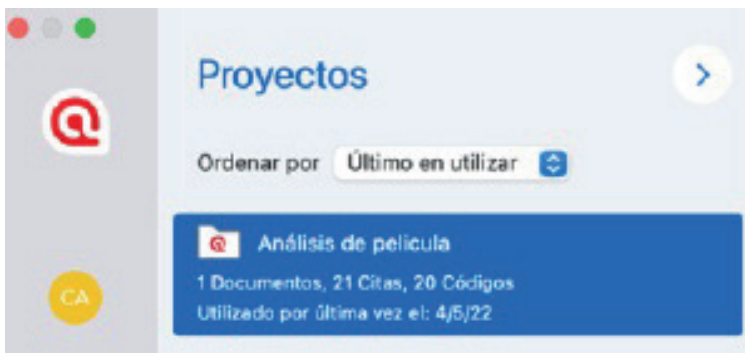 Proyectos
Ordenar por Último en utilizar
Análisis de pelicula
1 Documentos, 21 Citas, 20 Códigos
CA
Utilizado por última vez el: 4/5/22